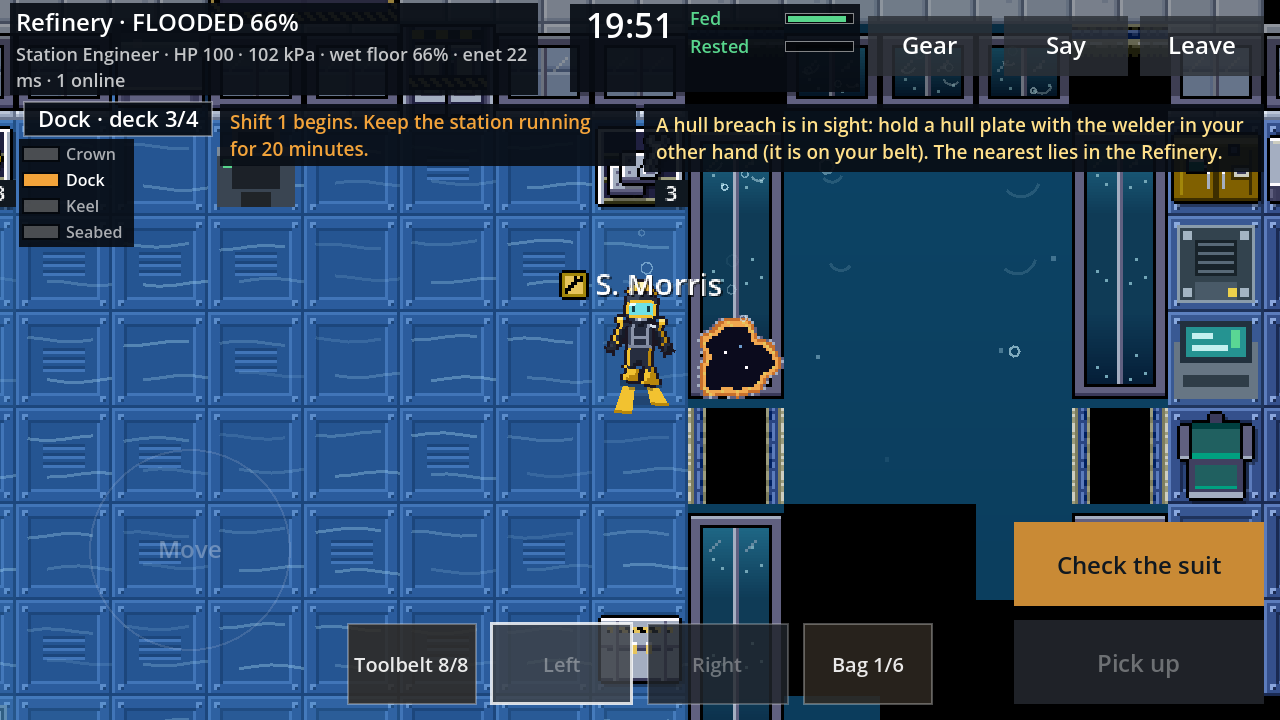 Refinery · FLOODED 66%
Station Engineer · HP 100 · 102 kPa · wet floor 66% · enet 22
ms · 1 online
19:51
Fed
Rested
Gear
Say
Leave
Dock · deck 3/4
Crown
Dock
Keel
Seabed
Shift 1 begins. Keep the station running
for 20 minutes.
A hull breach is in sight: hold a hull plate with the welder in your
other hand (it is on your belt). The nearest lies in the Refinery.
3
3
S. Morris
Move
Check the suit
Toolbelt 8/8
Left
Right
Bag 1/6
Pick up